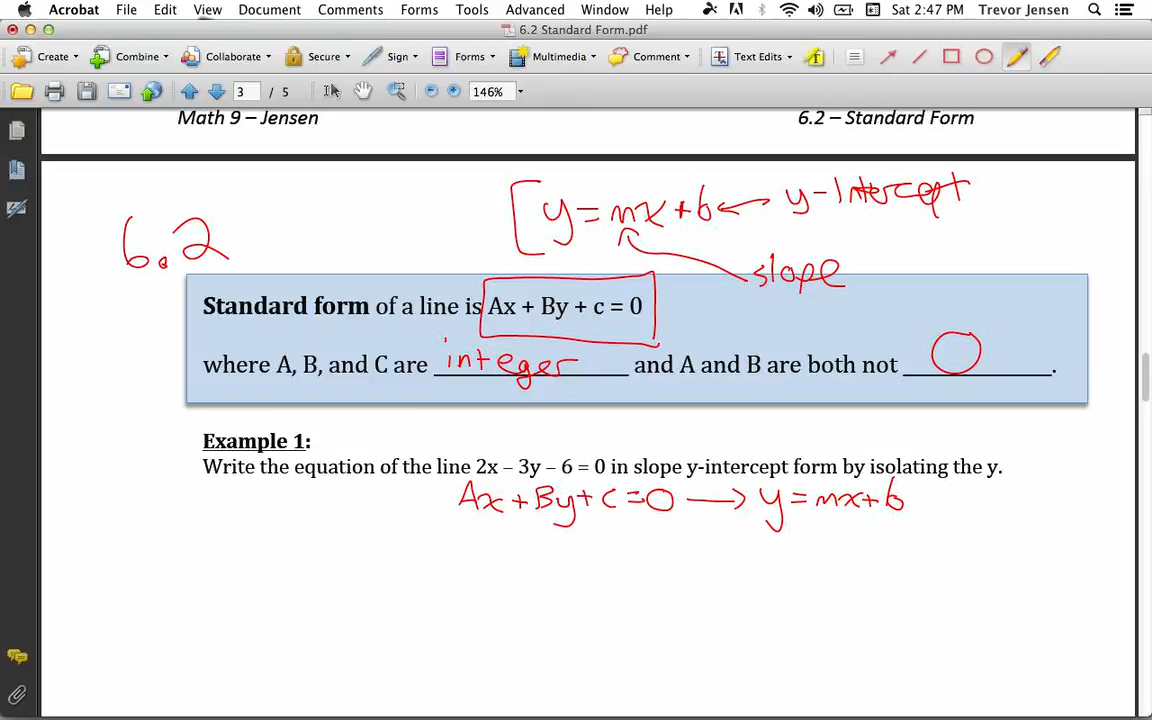 Acrobat File Edit View Document Comments Forms Tools Advanced Window Help Sat 2:47 PM Trevor Jensen
6.2 Standard Form.pdf
Create Combine Collaborate Secure Sign Forms Multimedia Comment Text Edits
3 / 5 146%
Math 9 – Jensen 6.2 – Standard Form
y = mx + b ← y-Intercept
6.2
slope
Standard form of a line is Ax + By + c = 0
where A, B, and C are integer and A and B are both not 0.
Example 1:
Write the equation of the line 2x – 3y – 6 = 0 in slope y-intercept form by isolating the y.
Ax + By + c = 0 → y = mx + b